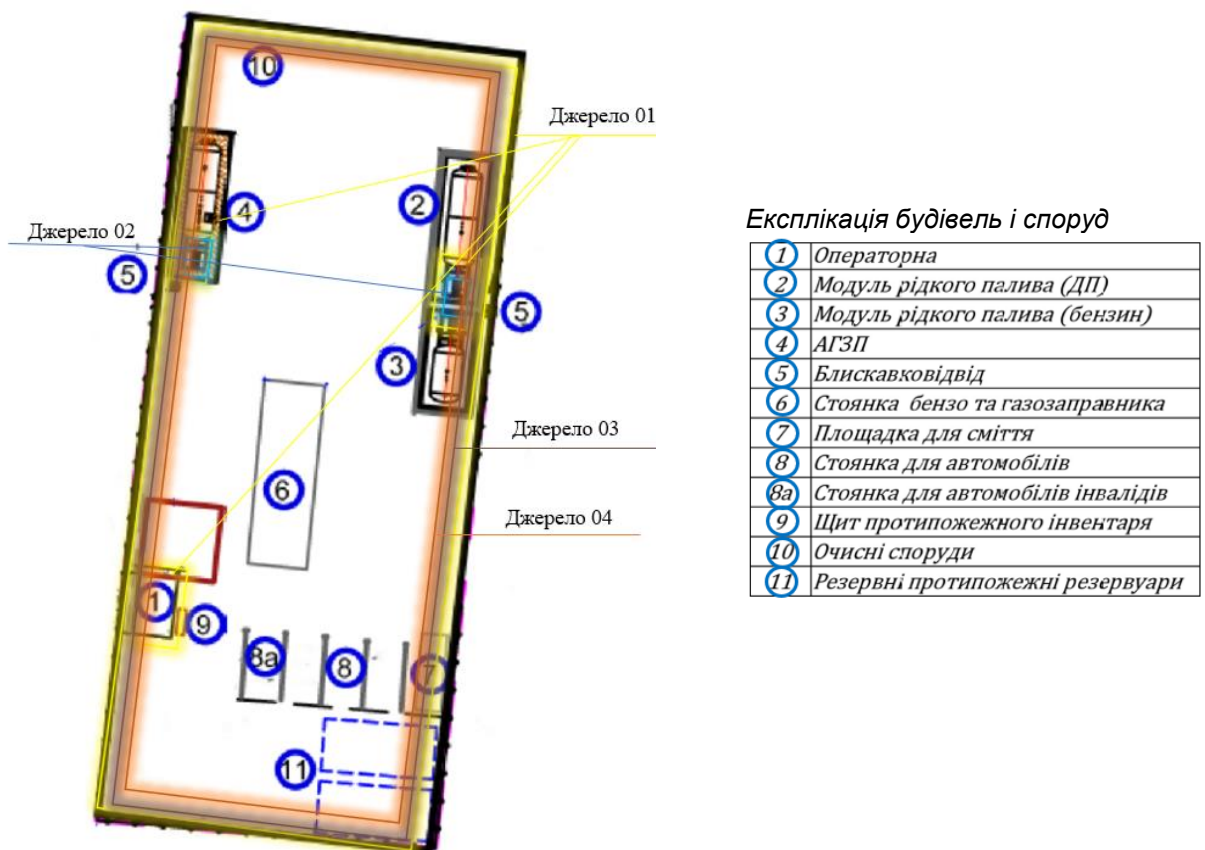 10
Джерело 01
4
2
Джерело 02
5
5
3
Джерело 03
6
Джерело 04
1
9
8а
8
7
11
Експлікація будівель і споруд
1 Операторна
2 Модуль рідкого палива (ДП)
3 Модуль рідкого палива (бензин)
4 АГЗП
5 Блискавковідвід
6 Стоянка бензо та газозаправника
7 Площадка для сміття
8 Стоянка для автомобілів
8а Стоянка для автомобілів інвалідів
9 Щит протипожежного інвентаря
10 Очисні споруди
11 Резервні протипожежні резервуари